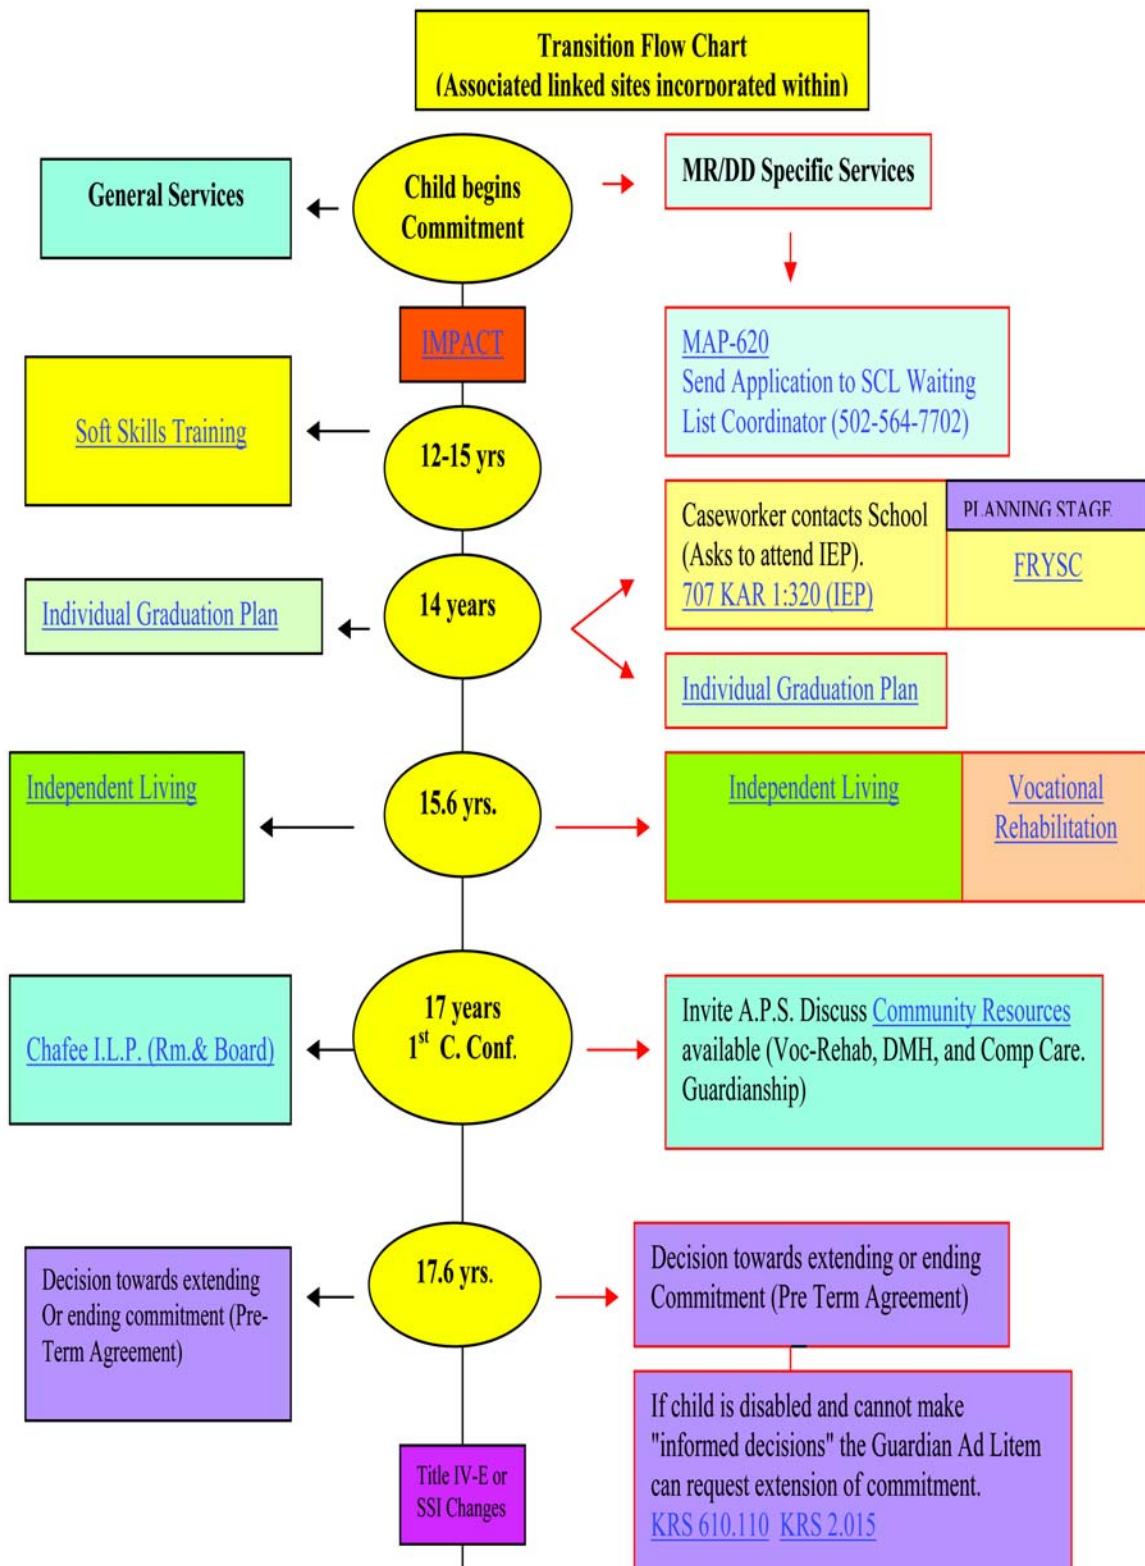 Transition Flow Chart
(Associated linked sites incorporated within)
General Services
Child begins
Commitment
MR/DD Specific Services
IMPACT
MAP-620
Send Application to SCL Waiting
List Coordinator (502-564-7702)
Soft Skills Training
12-15 yrs
Caseworker contacts School
(Asks to attend IEP).
707 KAR 1:320 (IEP)
PLANNING STAGE
FRYSC
Individual Graduation Plan
14 years
Individual Graduation Plan
Independent Living
15.6 yrs.
Independent Living
Vocational
Rehabilitation
Chafee I.L.P. (Rm.& Board)
17 years
1st C. Conf.
Invite A.P.S. Discuss Community Resources
available (Voc-Rehab, DMH, and Comp Care.
Guardianship)
Decision towards extending
Or ending commitment (Pre-
Term Agreement)
17.6 yrs.
Decision towards extending or ending
Commitment (Pre Term Agreement)
Title IV-E or
SSI Changes
If child is disabled and cannot make
"informed decisions" the Guardian Ad Litem
can request extension of commitment.
KRS 610.110 KRS 2.015